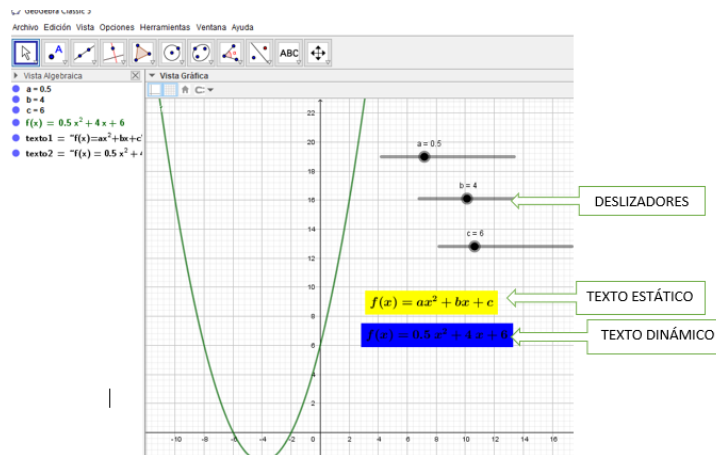 GeoGebra Classic 5
Archivo Edición Vista Opciones Herramientas Ventana Ayuda
ABC
Vista Algebraica
Vista Gráfica
a = 0.5
b = 4
c = 6
f(x) = 0.5 x² + 4 x + 6
texto1 = "f(x)=ax²+bx+c"
texto2 = "f(x) = 0.5 x² +
a = 0.5
b = 4
c = 6
DESLIZADORES
f(x) = ax² + bx + c
TEXTO ESTÁTICO
f(x) = 0.5 x² + 4 x + 6
TEXTO DINÁMICO
22
20
18
16
14
12
10
8
6
4
2
-10 -8 -6 -4 -2 0 2 4 6 8 10 12 14 16